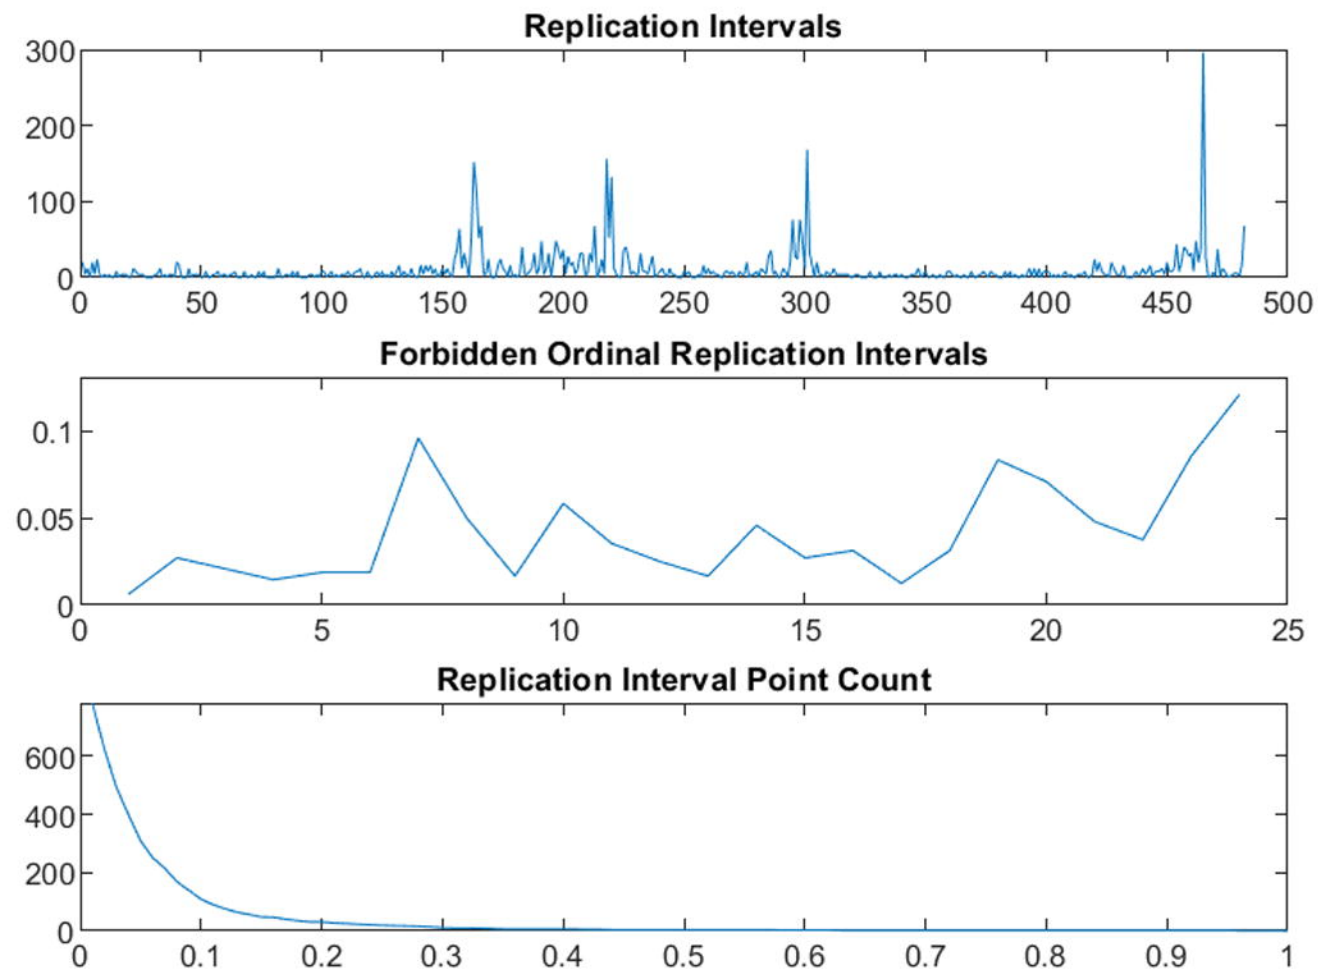 Replication Intervals
300
200
100
0
0 50 100 150 200 250 300 350 400 450 500
Forbidden Ordinal Replication Intervals
0.1
0.05
0
0 5 10 15 20 25
Replication Interval Point Count
600
400
200
0
0 0.1 0.2 0.3 0.4 0.5 0.6 0.7 0.8 0.9 1